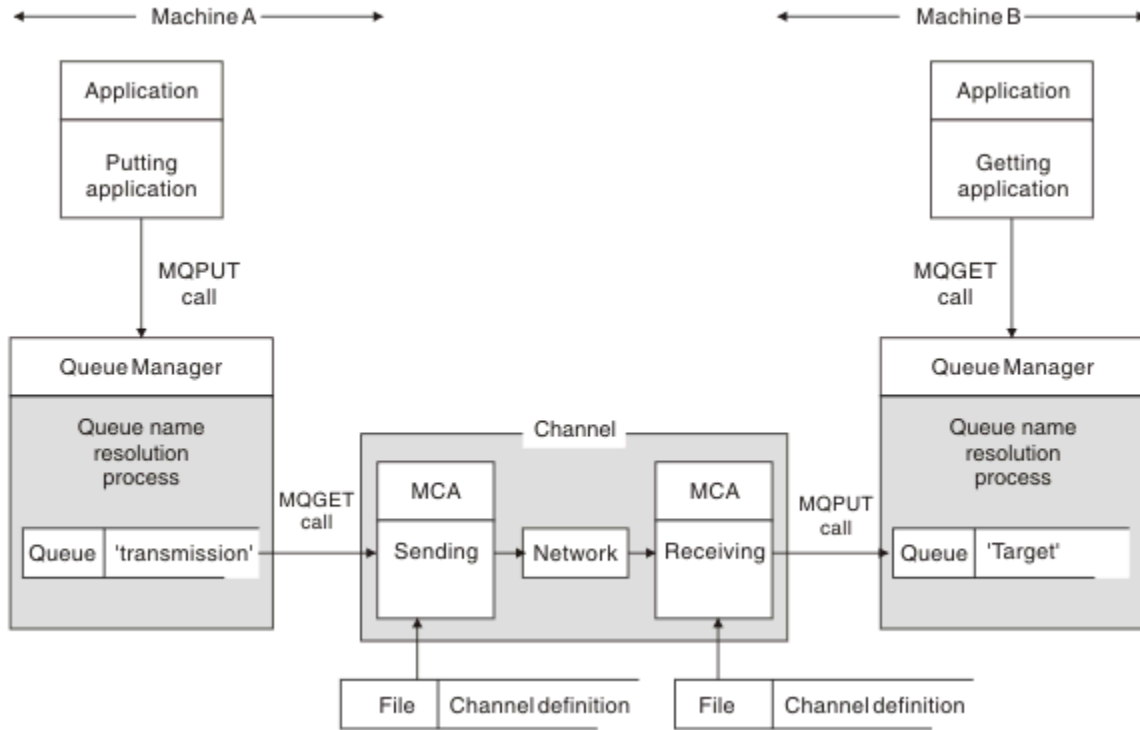 Machine A
Machine B
Application
Putting
application
Application
Getting
application
MQPUT
call
MQGET
call
Queue Manager
Queue name
resolution
process
Queue
'transmission'
MQGET
call
Channel
MCA
Sending
Network
MCA
Receiving
MQPUT
call
Queue Manager
Queue name
resolution
process
Queue
'Target'
File
Channel definition
File
Channel definition